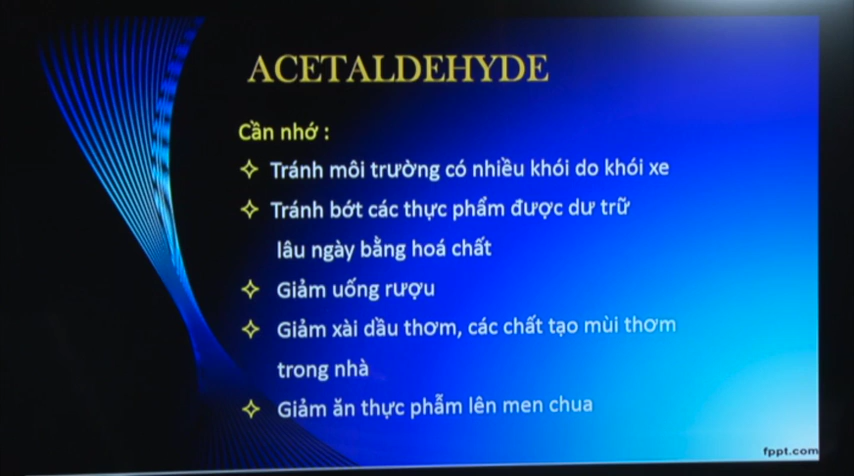 ACETALDEHYDE
Cần nhớ :
✧ Tránh môi trường có nhiều khói do khói xe
✧ Tránh bớt các thực phẩm được dư trữ
lâu ngày bằng hoá chất
✧ Giảm uống rượu
✧ Giảm xài dầu thơm, các chất tạo mùi thơm
trong nhà
✧ Giảm ăn thực phẫm lên men chua
fppt.com